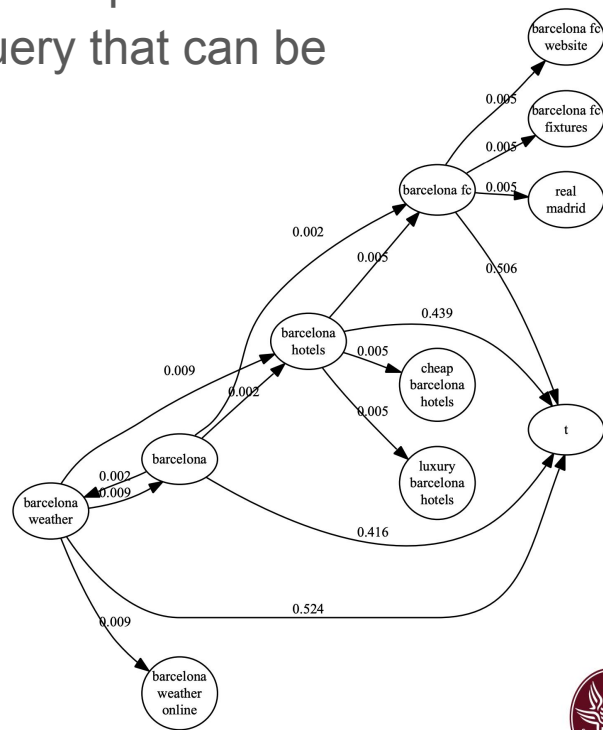 uery that can be
barcelona fc
website
0.005
barcelona fc
fixtures
0.005
barcelona fc
0.005
real
madrid
0.002
0.005
0.506
barcelona
hotels
0.439
0.009
0.005
cheap
barcelona
hotels
0.002
0.005
t
barcelona
0.002
luxury
barcelona
hotels
0.009
barcelona
weather
0.416
0.524
0.009
barcelona
weather
online